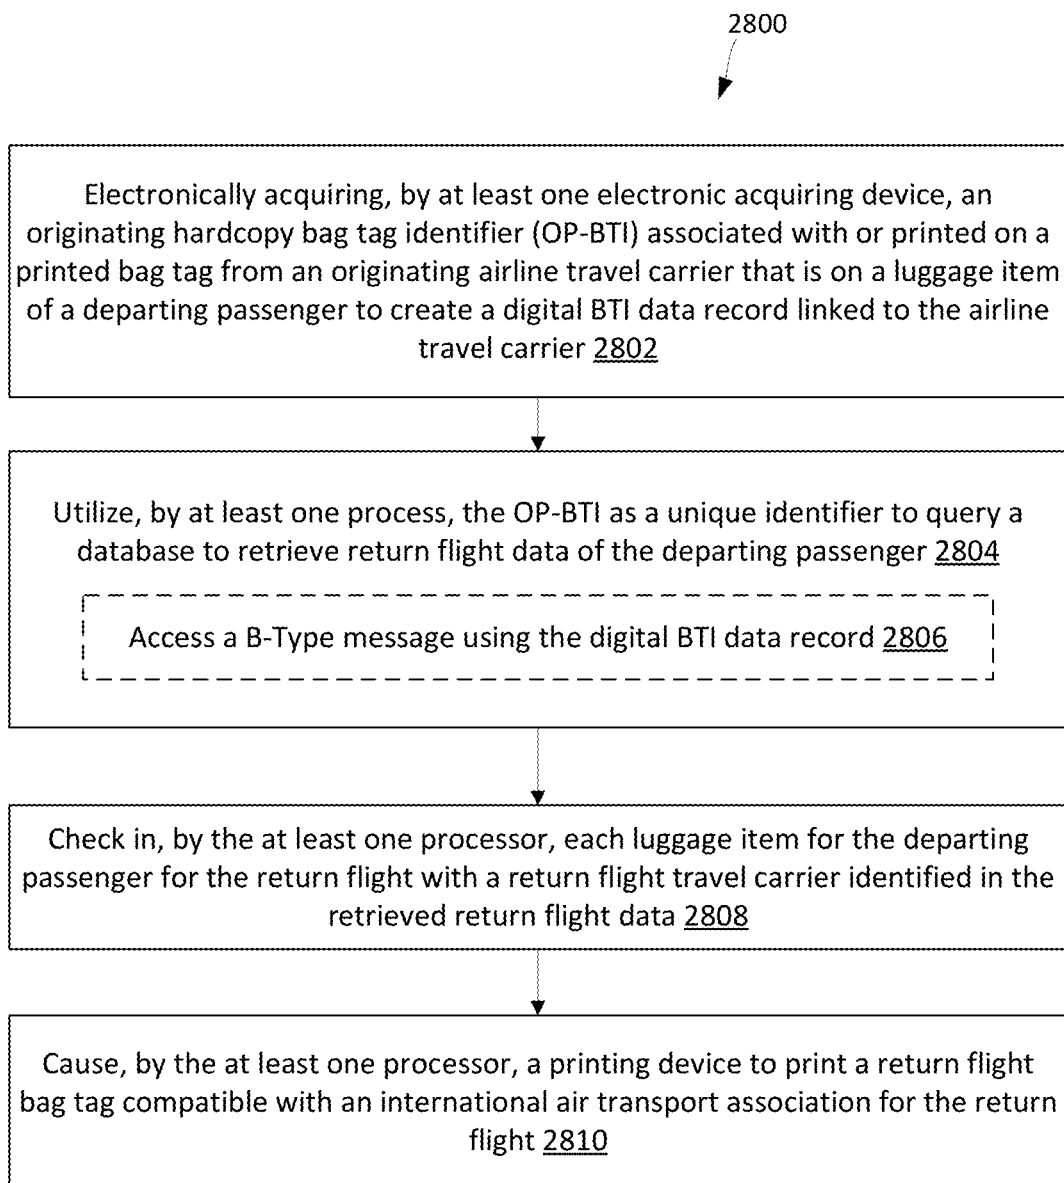 2800
Electronically acquiring, by at least one electronic acquiring device, an
originating hardcopy bag tag identifier (OP-BTI) associated with or printed on a
printed bag tag from an originating airline travel carrier that is on a luggage item
of a departing passenger to create a digital BTI data record linked to the airline
travel carrier 2802
Utilize, by at least one process, the OP-BTI as a unique identifier to query a
database to retrieve return flight data of the departing passenger 2804
Access a B-Type message using the digital BTI data record 2806
Check in, by the at least one processor, each luggage item for the departing
passenger for the return flight with a return flight travel carrier identified in the
retrieved return flight data 2808
Cause, by the at least one processor, a printing device to print a return flight
bag tag compatible with an international air transport association for the return
flight 2810